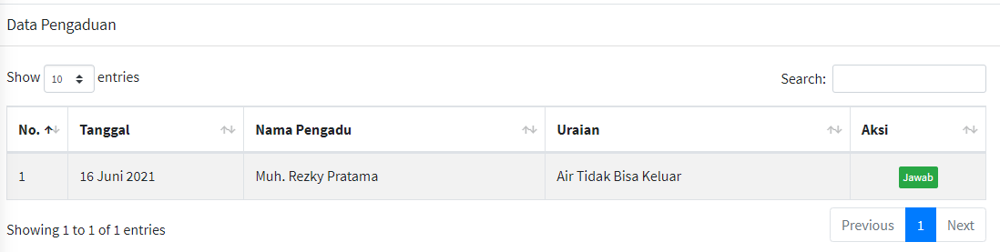 Data Pengaduan
Show 10 entries Search:
No. Tanggal Nama Pengadu Uraian Aksi
1 16 Juni 2021 Muh. Rezky Pratama Air Tidak Bisa Keluar Jawab
Showing 1 to 1 of 1 entries Previous 1 Next